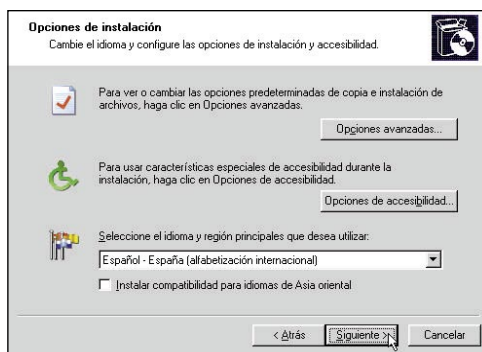 Opciones de instalación
Cambie el idioma y configure las opciones de instalación y accesibilidad.
Para ver o cambiar las opciones predeterminadas de copia e instalación de
archivos, haga clic en Opciones avanzadas.
Opciones avanzadas...
Para usar características especiales de accesibilidad durante la
instalación, haga clic en Opciones de accesibilidad.
Opciones de accesibilidad...
Seleccione el idioma y región principales que desea utilizar:
Español - España (alfabetización internacional)
Instalar compatibilidad para idiomas de Asia oriental
< Atrás Siguiente > Cancelar